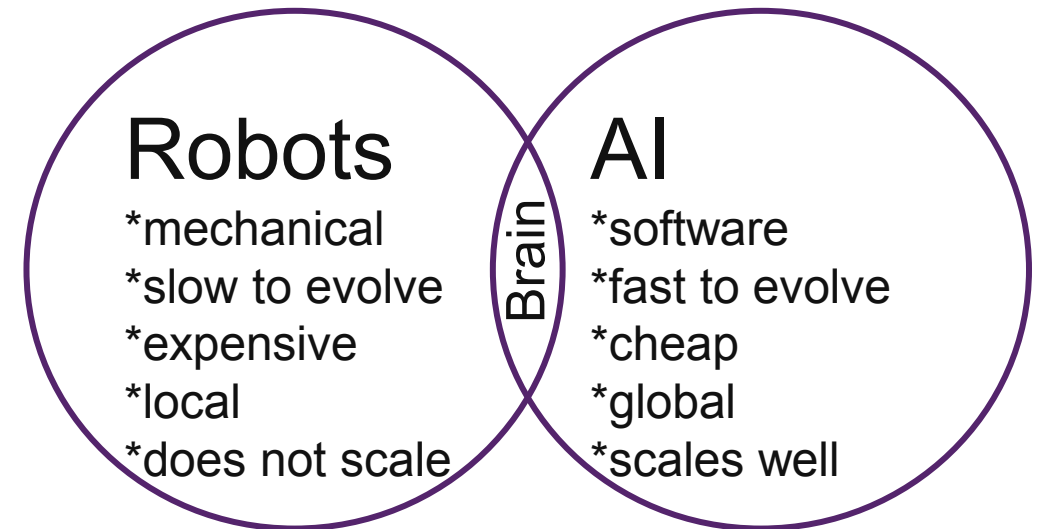 Robots
*mechanical
*slow to evolve
*expensive
*local
*does not scale
Brain
AI
*software
*fast to evolve
*cheap
*global
*scales well